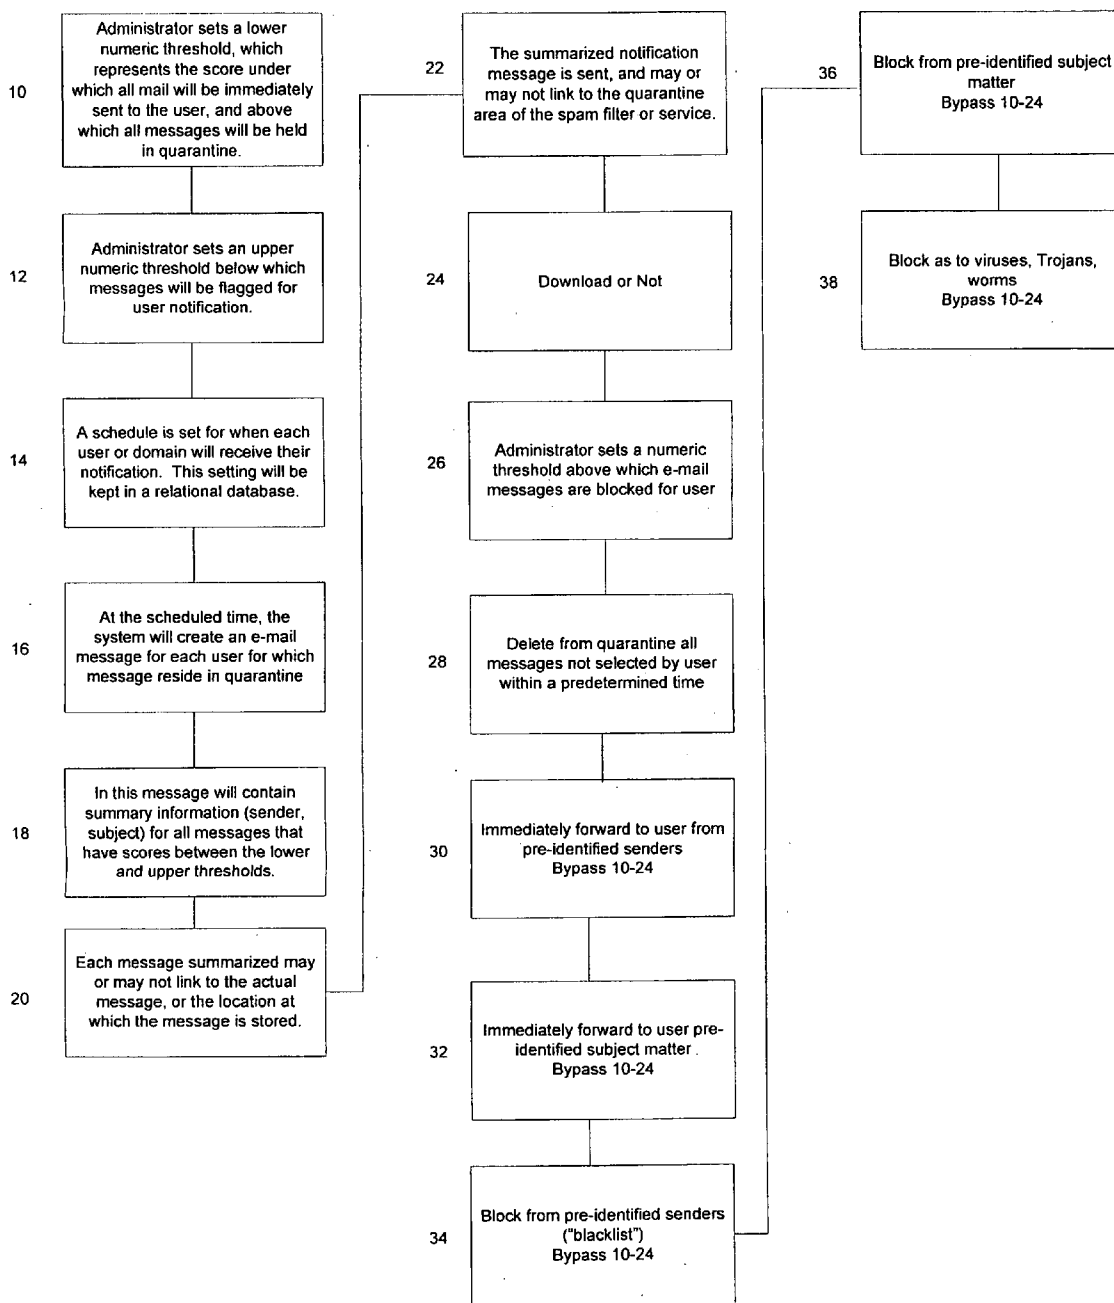 10
Administrator sets a lower
numeric threshold, which
represents the score under
which all mail will be immediately
sent to the user, and above
which all messages will be held
in quarantine.
12
Administrator sets an upper
numeric threshold below which
messages will be flagged for
user notification.
14
A schedule is set for when each
user or domain will receive their
notification. This setting will be
kept in a relational database.
16
At the scheduled time, the
system will create an e-mail
message for each user for which
message reside in quarantine
18
In this message will contain
summary information (sender,
subject) for all messages that
have scores between the lower
and upper thresholds.
20
Each message summarized may
or may not link to the actual
message, or the location at
which the message is stored.
22
The summarized notification
message is sent, and may or
may not link to the quarantine
area of the spam filter or service.
24
Download or Not
26
Administrator sets a numeric
threshold above which e-mail
messages are blocked for user
28
Delete from quarantine all
messages not selected by user
within a predetermined time
30
Immediately forward to user from
pre-identified senders
Bypass 10-24
32
Immediately forward to user pre-
identified subject matter
Bypass 10-24
34
Block from pre-identified senders
("blacklist")
Bypass 10-24
36
Block from pre-identified subject
matter
Bypass 10-24
38
Block as to viruses, Trojans,
worms
Bypass 10-24